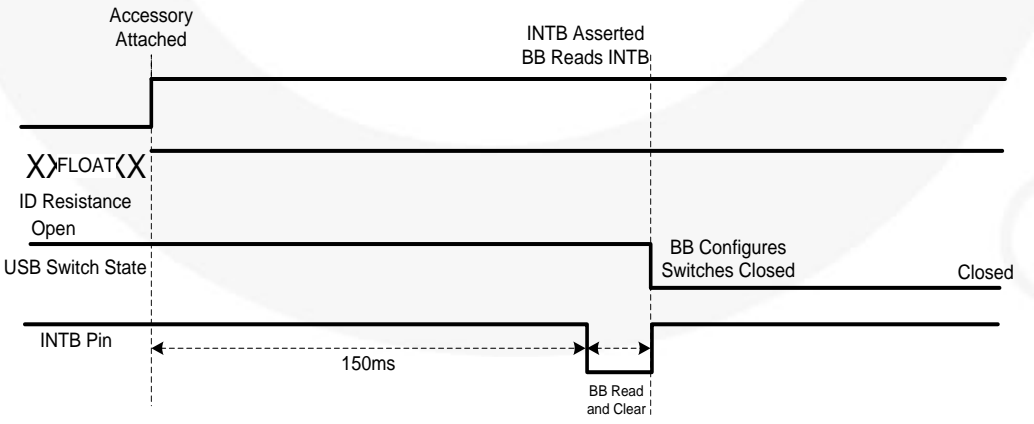 Accessory
Attached
INTB Asserted
BB Reads INTB
FLOAT
ID Resistance
Open
USB Switch State
BB Configures
Switches Closed
Closed
INTB Pin
150ms
BB Read
and Clear